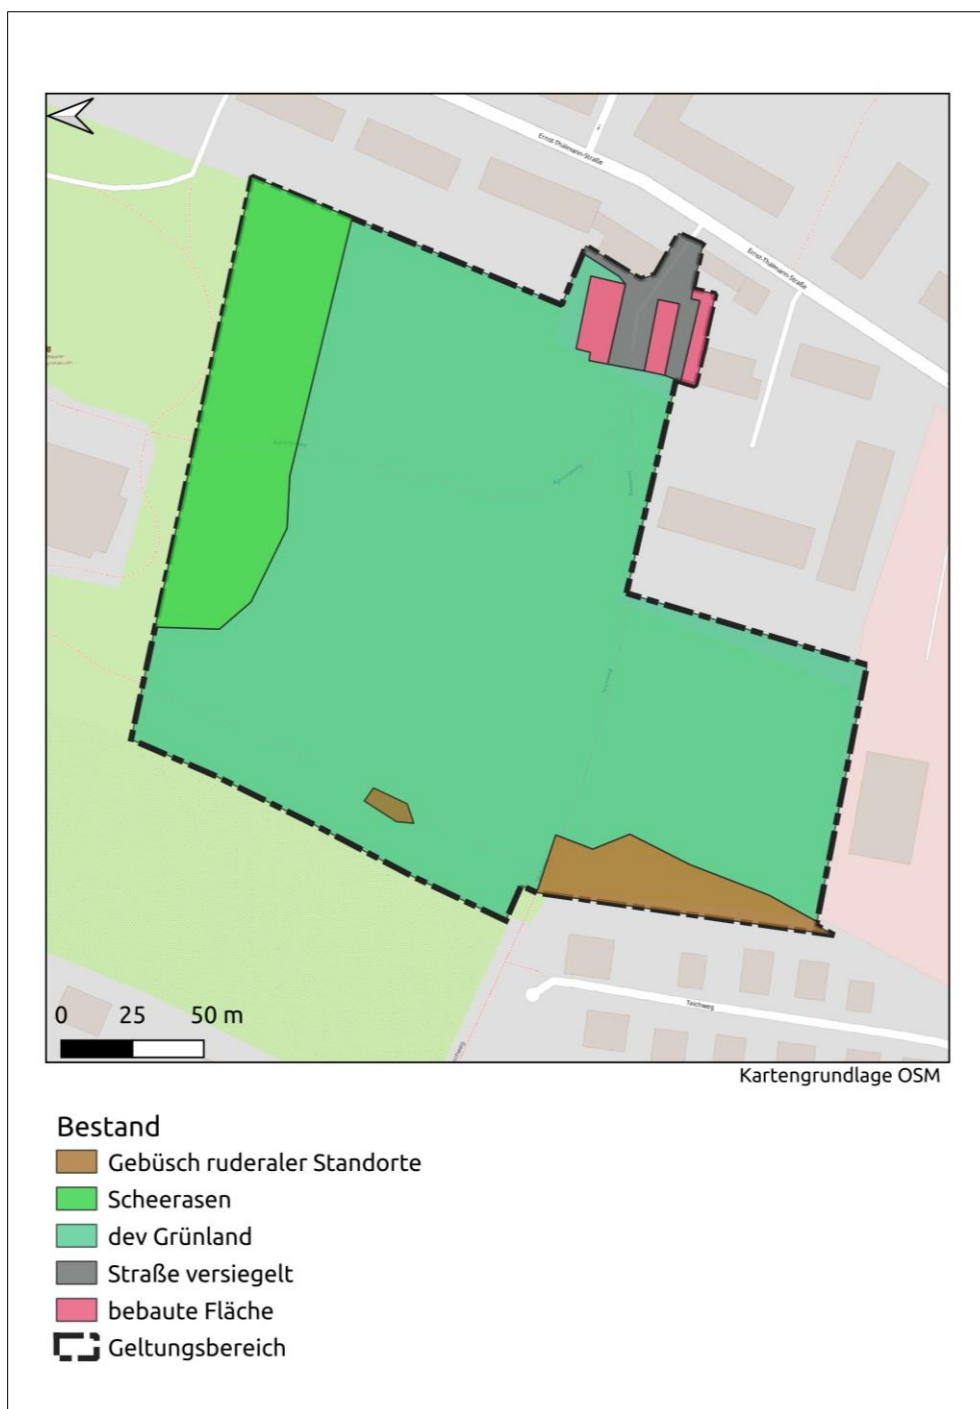 Ernst-Thälmann-Straße
Ernst-Thälmann-Straße
Teichweg
0 25 50 m
Kartengrundlage OSM
Bestand
Gebüsch ruderaler Standorte
Scheerasen
dev Grünland
Straße versiegelt
bebaute Fläche
Geltungsbereich